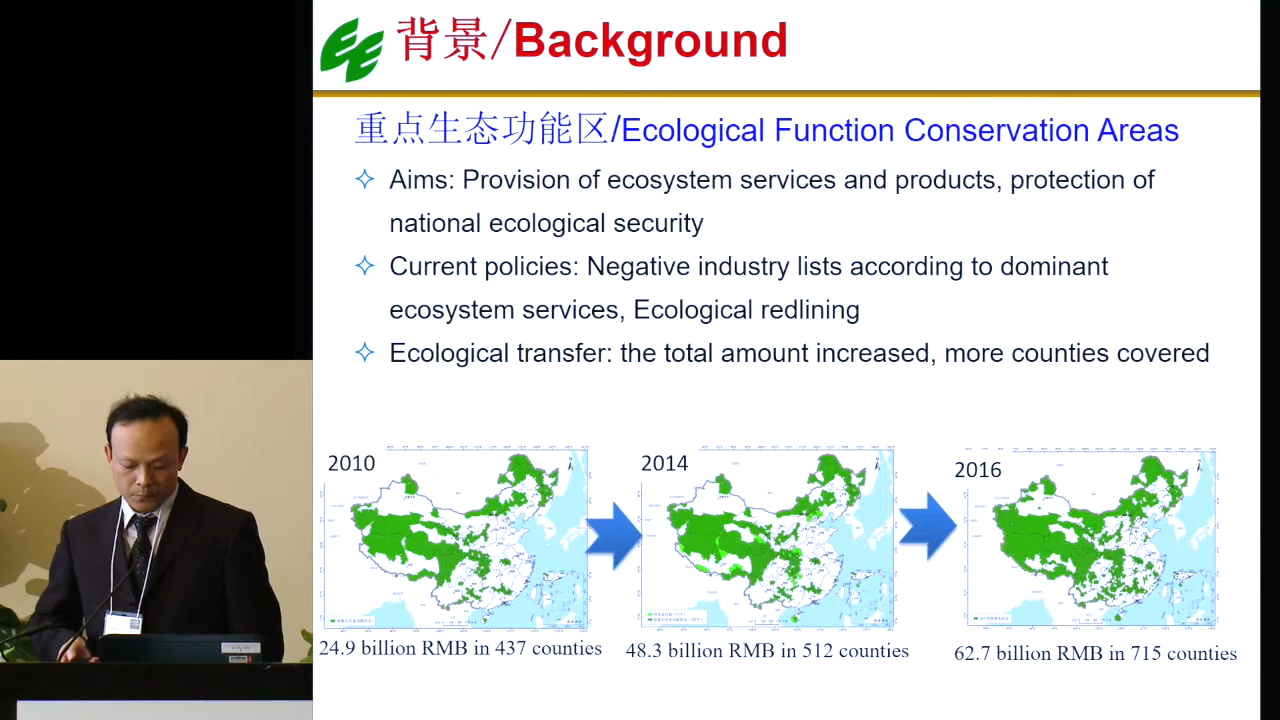 背景/Background
重点生态功能区/Ecological Function Conservation Areas
Aims: Provision of ecosystem services and products, protection of
national ecological security
Current policies: Negative industry lists according to dominant
ecosystem services, Ecological redlining
Ecological transfer: the total amount increased, more counties covered
2010
2014
2016
24.9 billion RMB in 437 counties
48.3 billion RMB in 512 counties
62.7 billion RMB in 715 counties